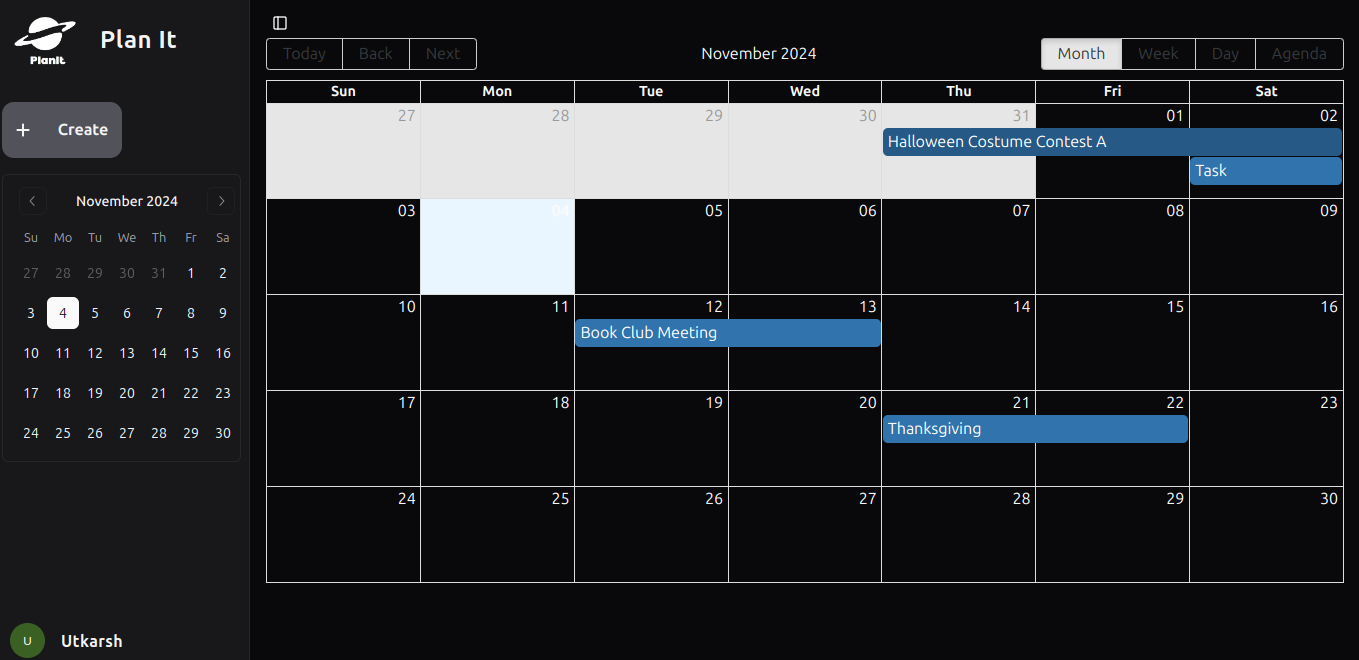 PlanIt
Plan It
+ Create
November 2024
Su Mo Tu We Th Fr Sa
27 28 29 30 31 1 2
3 4 5 6 7 8 9
10 11 12 13 14 15 16
17 18 19 20 21 22 23
24 25 26 27 28 29 30
U Utkarsh
Today Back Next November 2024 Month Week Day Agenda
Sun Mon Tue Wed Thu Fri Sat
27 28 29 30 31 01 02
Halloween Costume Contest A
Task
03 04 05 06 07 08 09
10 11 12 13 14 15 16
Book Club Meeting
17 18 19 20 21 22 23
Thanksgiving
24 25 26 27 28 29 30